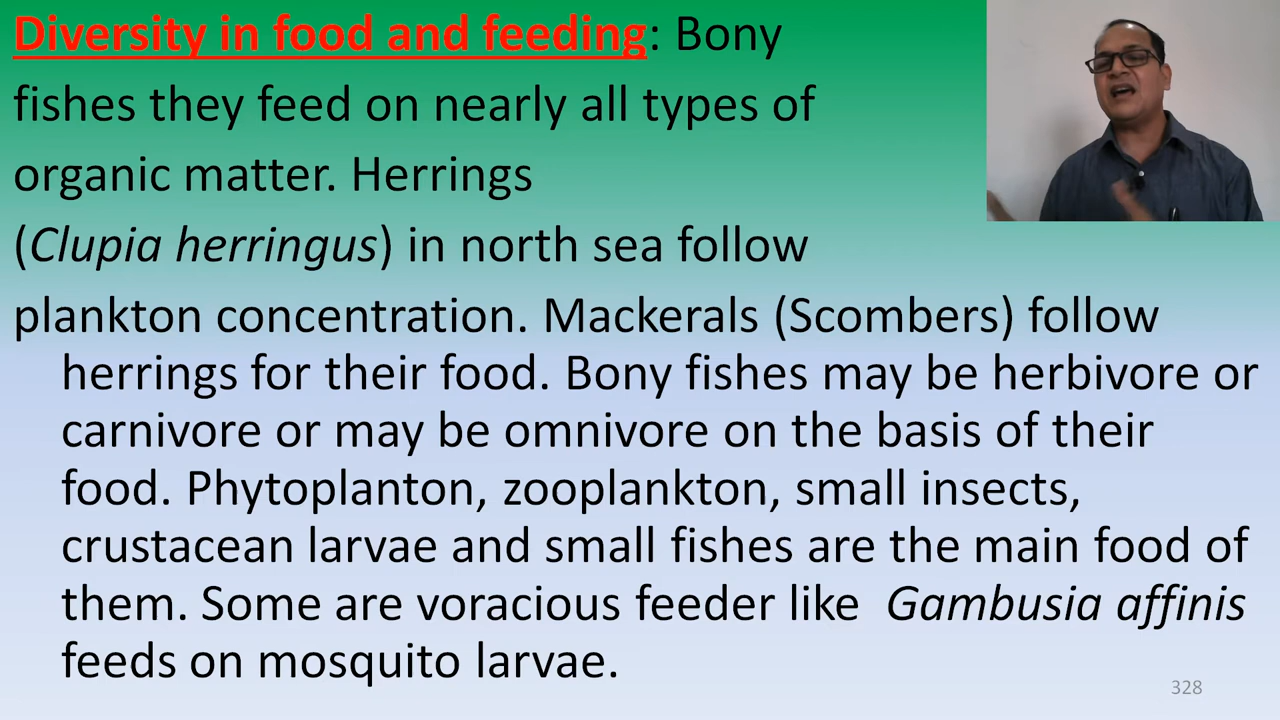 Diversity in food and feeding: Bony
fishes they feed on nearly all types of
organic matter. Herrings
(Clupia herringus) in north sea follow
plankton concentration. Mackerals (Scombers) follow
herrings for their food. Bony fishes may be herbivore or
carnivore or may be omnivore on the basis of their
food. Phytoplanton, zooplankton, small insects,
crustacean larvae and small fishes are the main food of
them. Some are voracious feeder like Gambusia affinis
feeds on mosquito larvae.
328